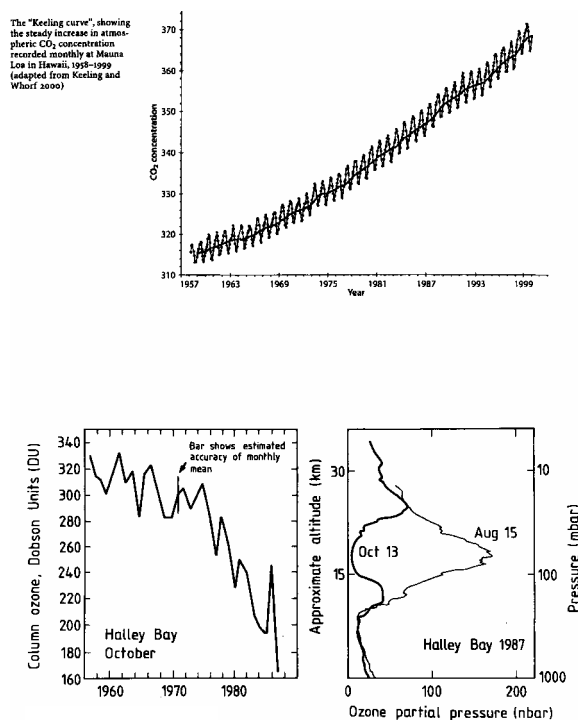 The "Keeling curve", showing
the steady increase in atmos-
pheric CO₂ concentration
recorded monthly at Mauna
Loa in Hawaii, 1958–1999
(adapted from Keeling and
Whorf 2000)
370
360
350
340
330
320
310
CO₂ concentration
1957 1963 1969 1975 1981 1987 1993 1999
Year
Column ozone, Dobson Units (DU)
340
320
300
280
260
240
220
200
180
160
Bar shows estimated
accuracy of monthly
mean
Halley Bay
October
1960 1970 1980
Approximate altitude (km)
30
15
Oct 13
Aug 15
Halley Bay 1987
10
100
1000
Pressure (mbar)
0 100 200
Ozone partial pressure (nbar)